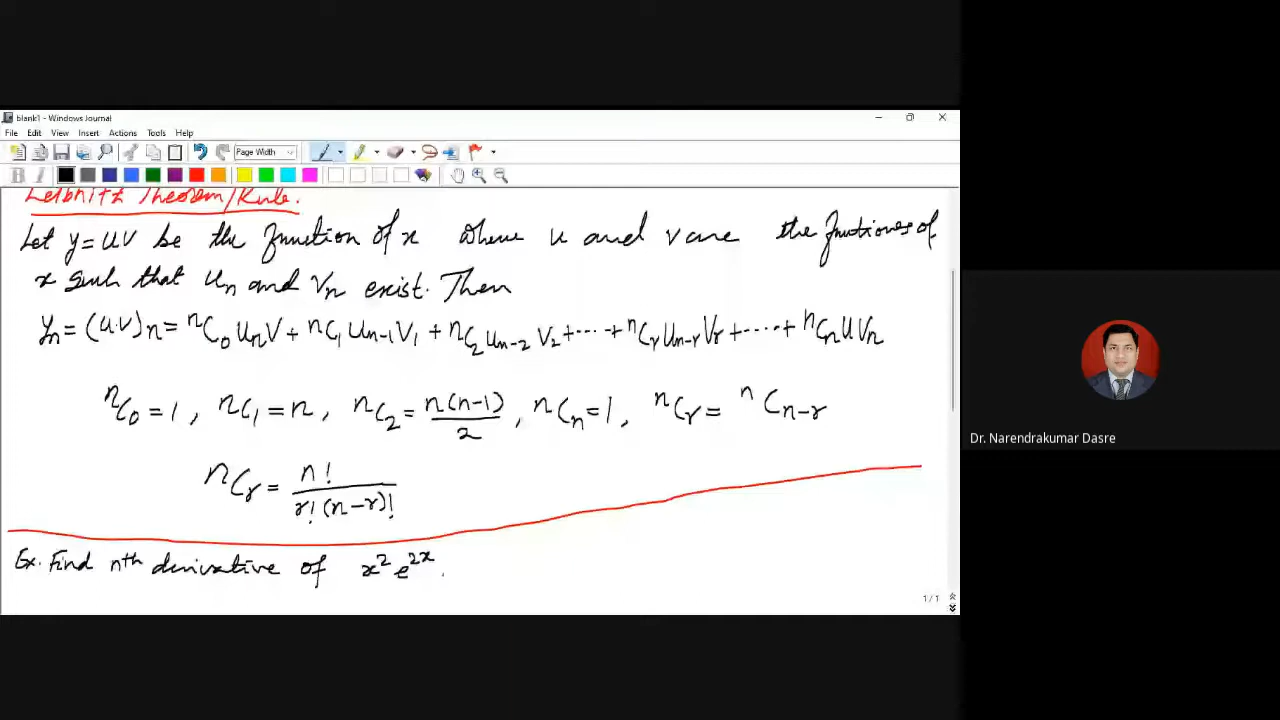 blank1 - Windows Journal
File Edit View Insert Actions Tools Help
Page Width
Leibnitz Theorem/Rule.
Let y=uv be the function of x where u and v are the functiones of
x such that uₙ and vₙ exist. Then
yₙ = (u.v)ₙ = ⁿC₀ uₙV + ⁿC₁ uₙ₋₁V₁ + ⁿC₂ uₙ₋₂ V₂ + ---- + ⁿCᵣ uₙ₋ᵣ Vᵣ + ----- + ⁿCₙ u Vₙ
ⁿC₀ = 1, ⁿC₁ = n, ⁿC₂ = n(n-1)/2, ⁿCₙ = 1, ⁿCᵣ = ⁿCₙ₋ᵣ
ⁿCᵣ = n!/r!(n-r)!
Ex. Find nᵗʰ derivative of x² e²ˣ.
1/1
Dr. Narendrakumar Dasre